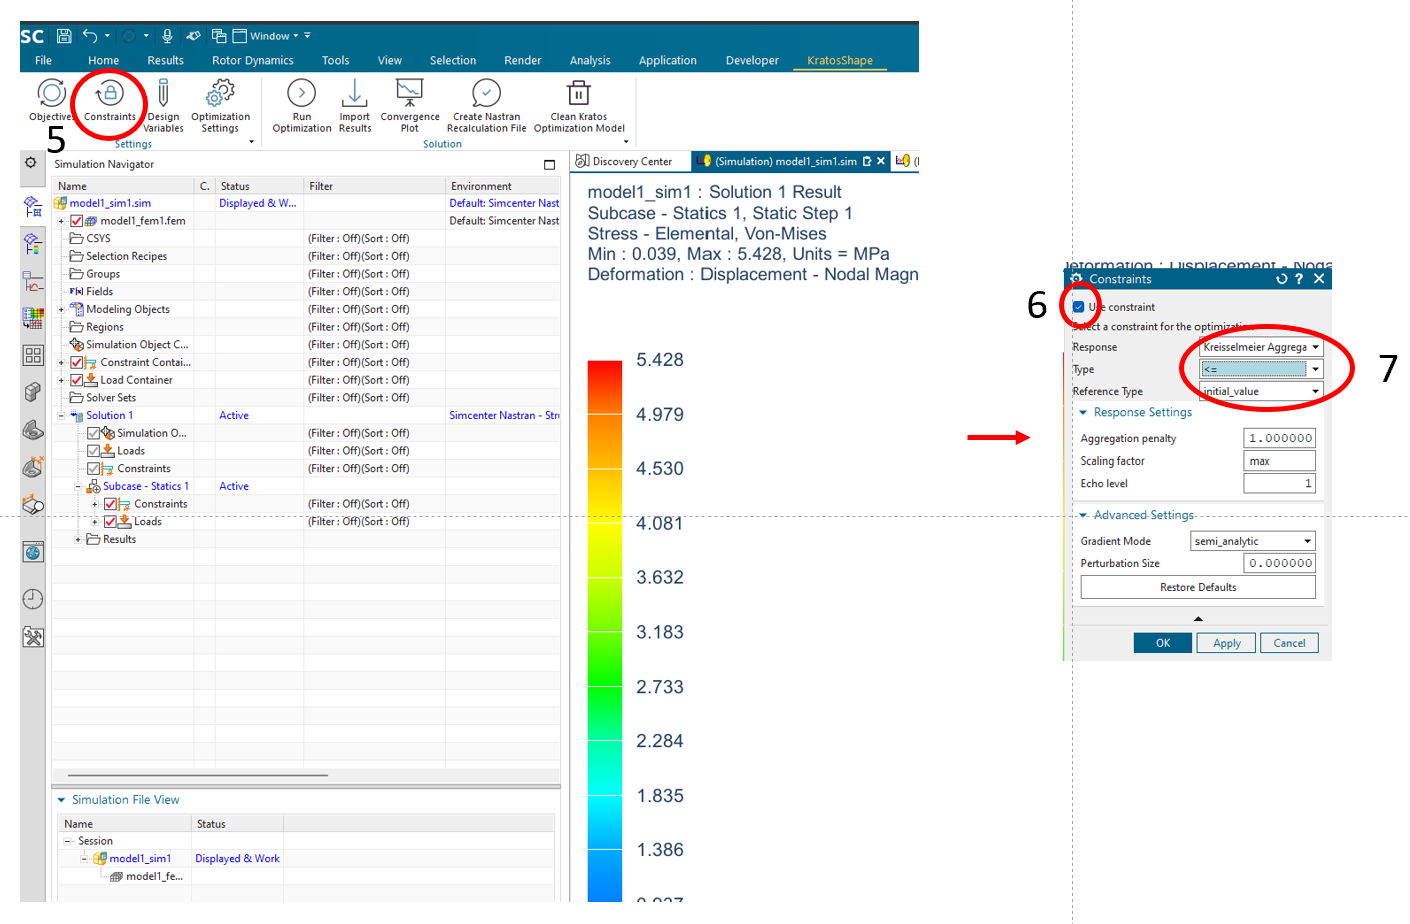 SC Window
File Home Results Rotor Dynamics Tools View Selection Render Analysis Application Developer KratosShape
Objective Constraints Design Variables Optimization Settings Run Optimization Import Results Convergence Plot Create Nastran Recalculation File Clean Kratos Optimization Model
5
Settings Solution
Simulation Navigator
Discovery Center (Simulation) model1_sim1.sim
Name C. Status Filter Environment
model1_sim1.sim Displayed & W... Default: Simcenter Nast
model1_fem1.fem Default: Simcenter Nast
CSYS (Filter : Off)(Sort : Off)
Selection Recipes (Filter : Off)(Sort : Off)
Groups (Filter : Off)(Sort : Off)
Fields (Filter : Off)(Sort : Off)
Modeling Objects (Filter : Off)(Sort : Off)
Regions (Filter : Off)(Sort : Off)
Simulation Object C... (Filter : Off)(Sort : Off)
Constraint Contai... (Filter : Off)(Sort : Off)
Load Container (Filter : Off)(Sort : Off)
Solver Sets (Filter : Off)(Sort : Off)
Solution 1 Active Simcenter Nastran - Str
Simulation O... (Filter : Off)(Sort : Off)
Loads (Filter : Off)(Sort : Off)
Constraints (Filter : Off)(Sort : Off)
Subcase - Statics 1 Active
Constraints (Filter : Off)(Sort : Off)
Loads (Filter : Off)(Sort : Off)
Results
Simulation File View
Name Status
Session
model1_sim1 Displayed & Work
model1_fe...
model1_sim1 : Solution 1 Result
Subcase - Statics 1, Static Step 1
Stress - Elemental, Von-Mises
Min : 0.039, Max : 5.428, Units = MPa
Deformation : Displacement - Nodal Magn
5.428
4.979
4.530
4.081
3.632
3.183
2.733
2.284
1.835
1.386
0.937
eformation : Displacement - Noda
Constraints ?
6
Use constraint
Select a constraint for the optimization
Response Kreisselmeier Aggrega
7
Type <=
Reference Type initial_value
Response Settings
Aggregation penalty 1.000000
Scaling factor max
Echo level 1
Advanced Settings
Gradient Mode semi_analytic
Perturbation Size 0.000000
Restore Defaults
OK Apply Cancel